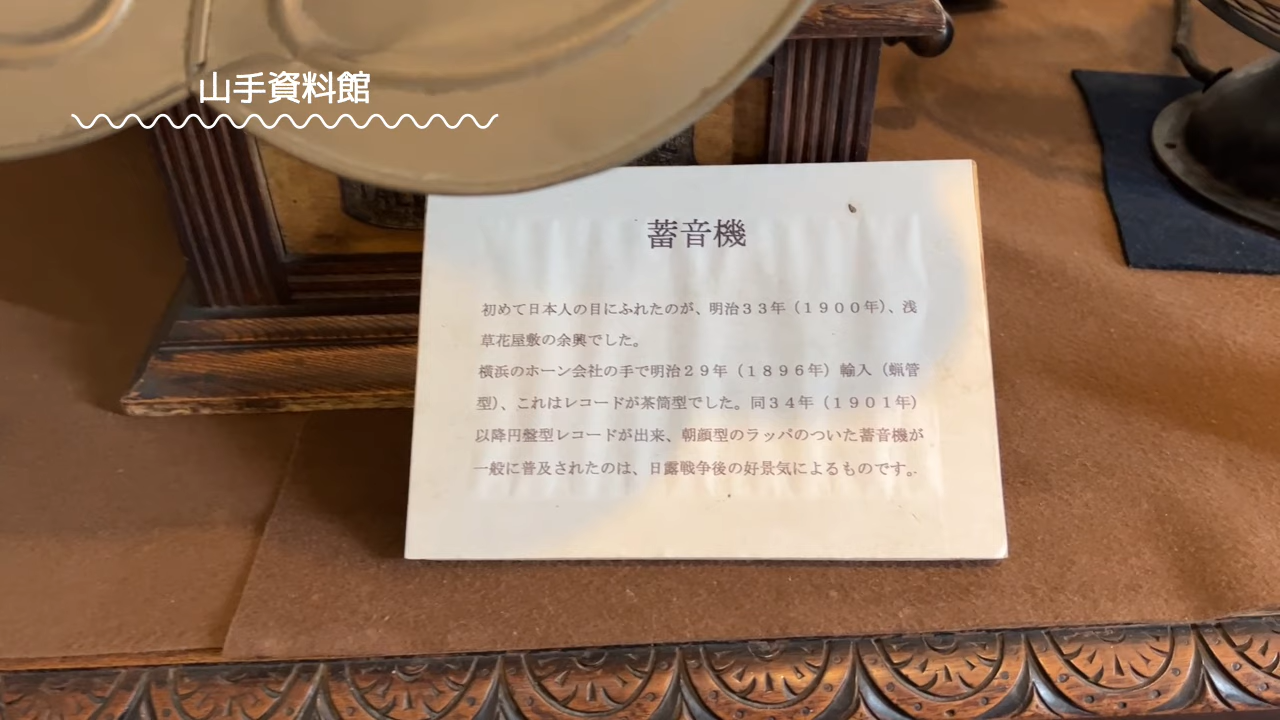 山手資料館
蓄音機
初めて日本人の目にふれたのが、明治33年(1900年)、浅
草花屋敷の余興でした。
横浜のホーン会社の手で明治29年(1896年)輸入(蝋管
型)、これはレコードが茶筒型でした。同34年(1901年)
以降円盤型レコードが出来、朝顔型のラッパのついた蓄音機が
一般に普及されたのは、日露戦争後の好景気によるものです。